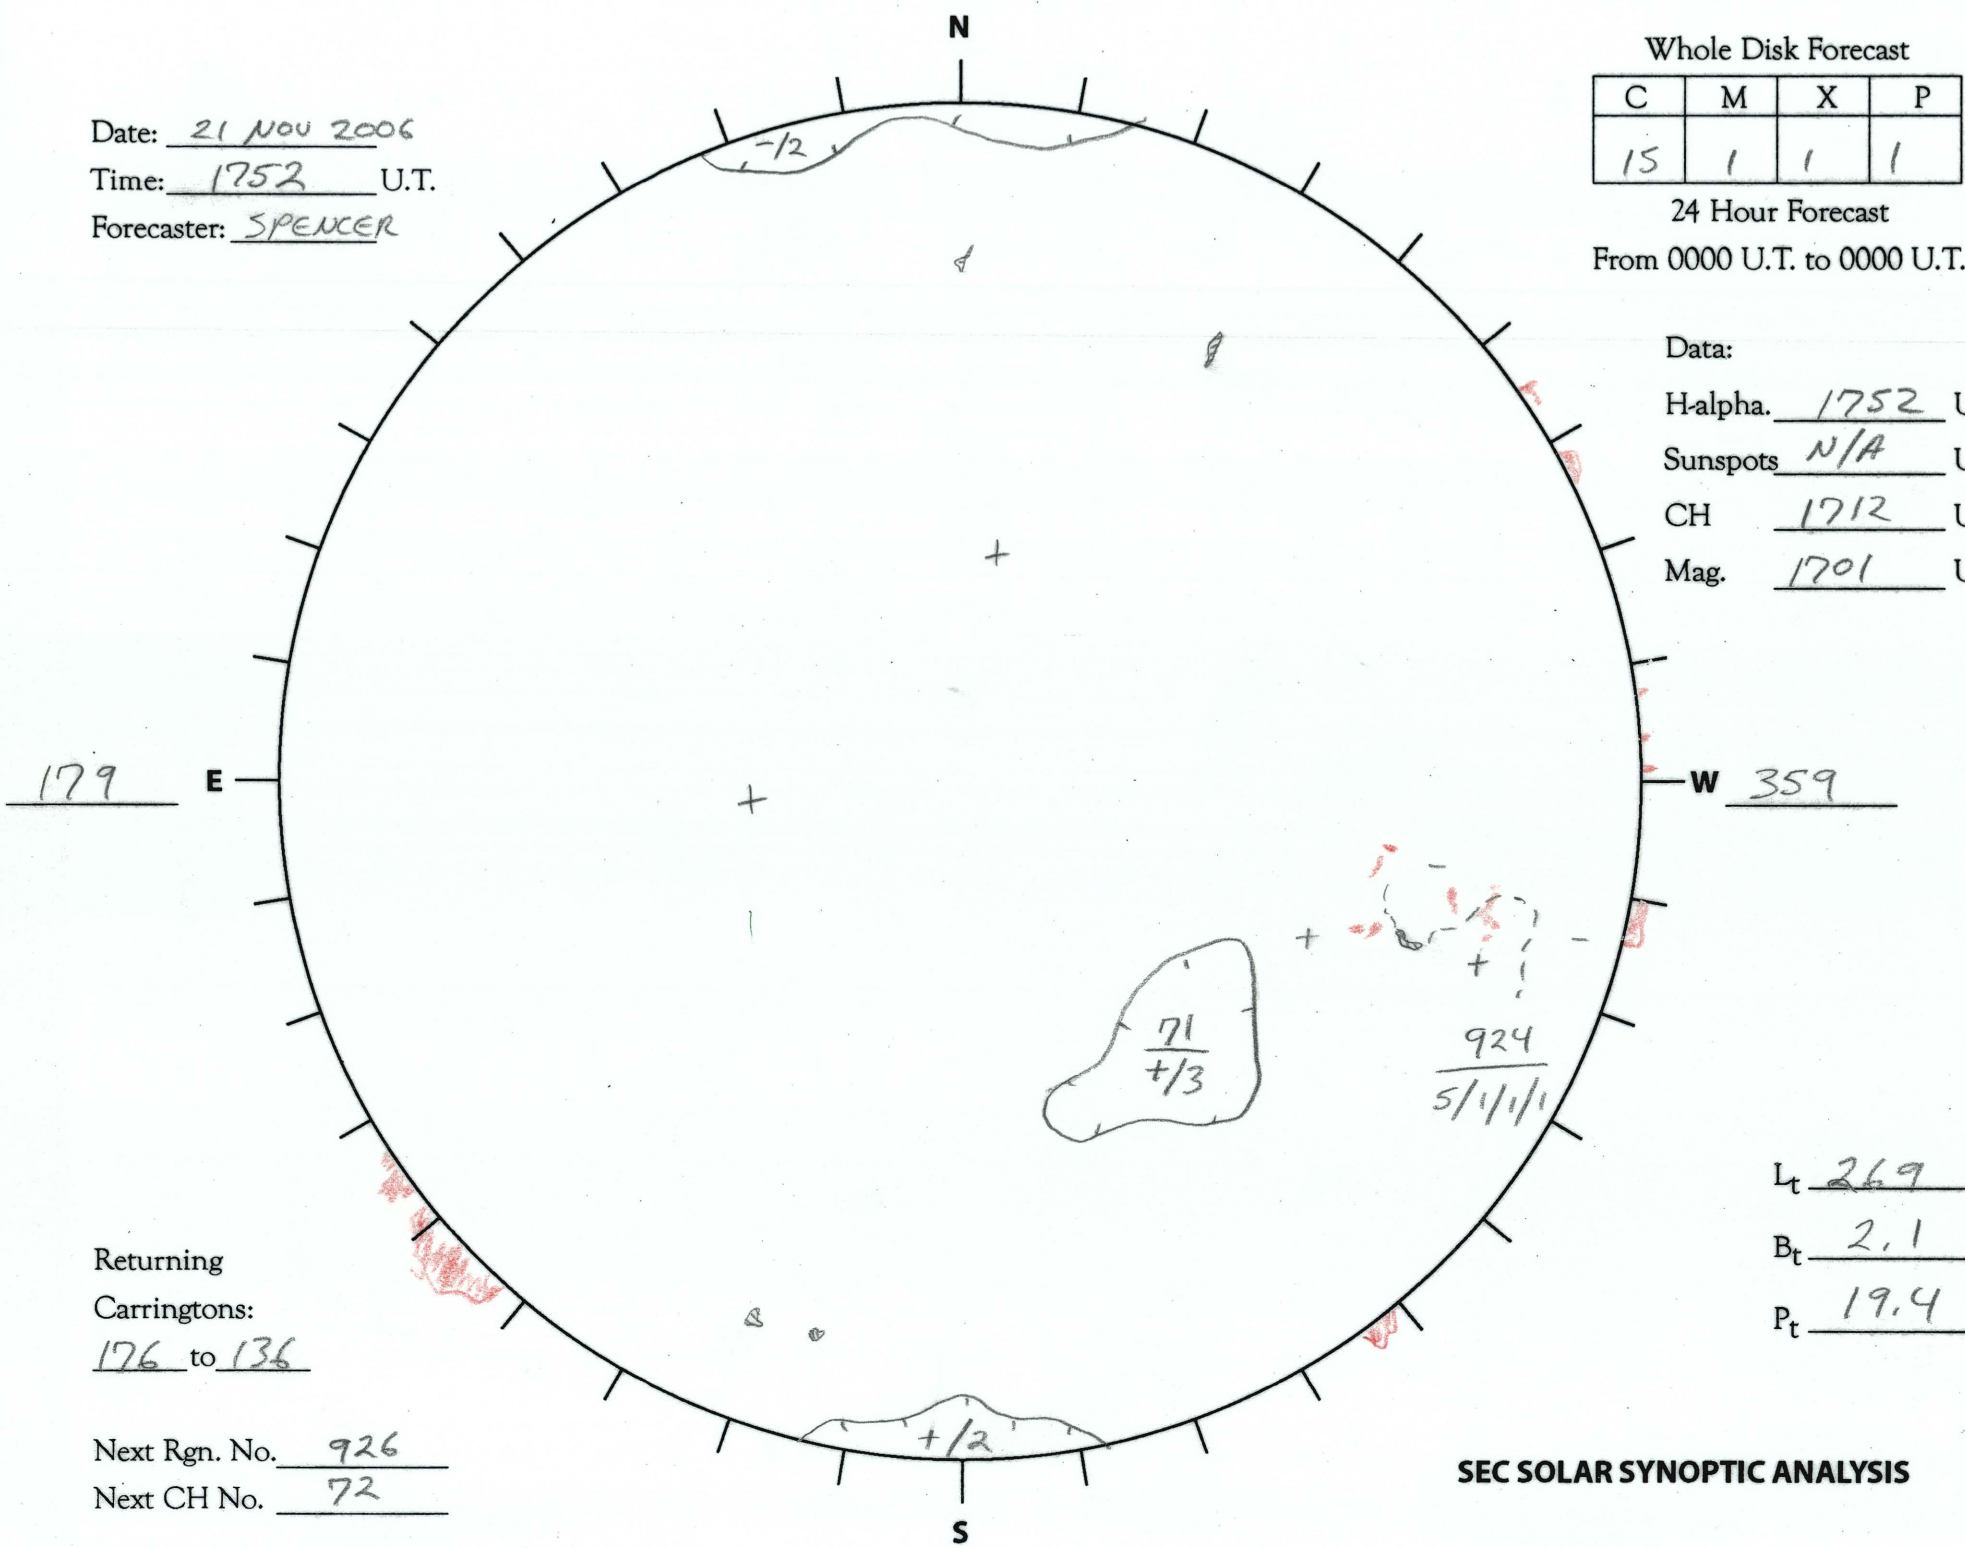 N
Date: 21 NOV 2006
Time: 1752 U.T.
Forecaster: SPENCER
Whole Disk Forecast
C M X P
15 1 1 1
24 Hour Forecast
From 0000 U.T. to 0000 U.T.
-/2
Data:
H-alpha. 1752 U
Sunspots N/A U
CH 1712 U
Mag. 1701 U
+
179 E
+
W 359
-
+
-
+
71
+/3
924
5/1/1/1
Lt 269
Bt 2.1
Pt 19.4
Returning
Carringtons:
176 to 136
+/2
Next Rgn. No. 926
Next CH No. 72
SEC SOLAR SYNOPTIC ANALYSIS
S